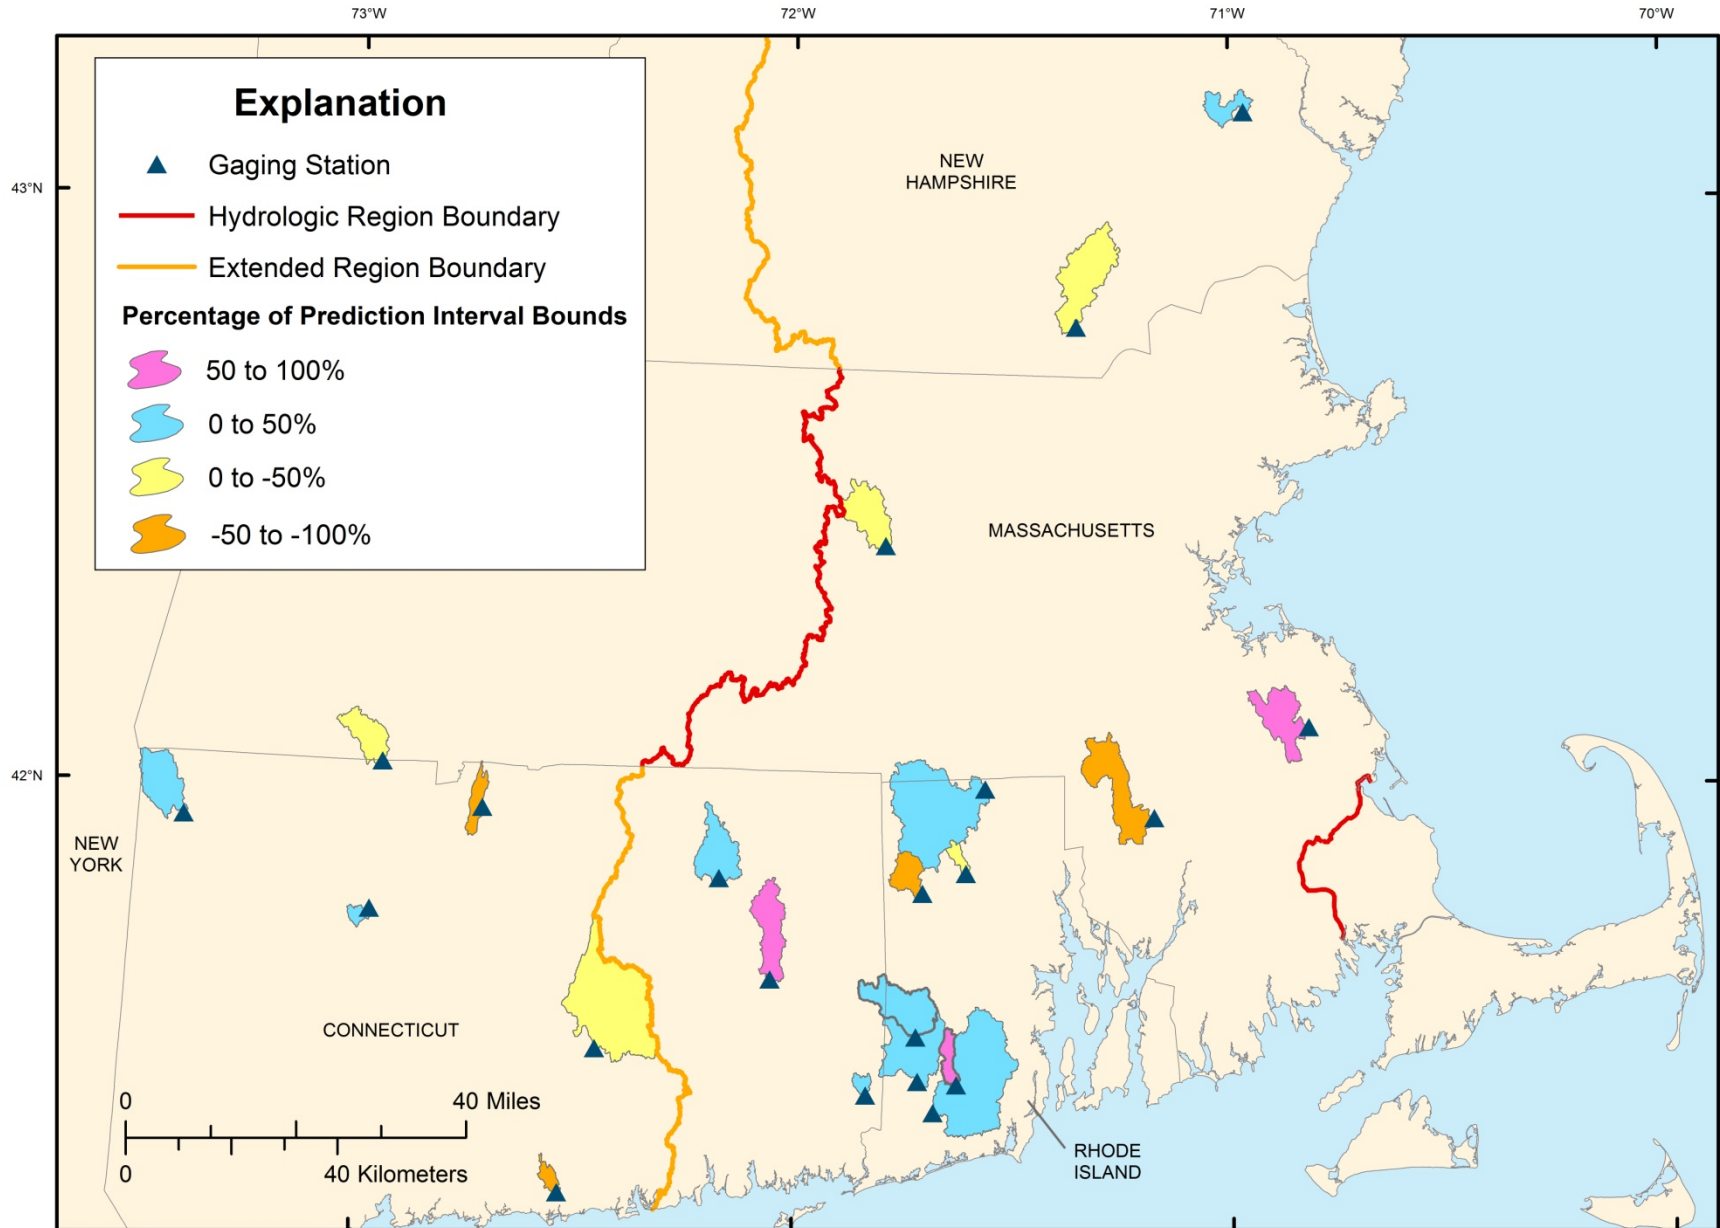 73°W
72°W
71°W
70°W
Explanation
Gaging Station
Hydrologic Region Boundary
Extended Region Boundary
Percentage of Prediction Interval Bounds
50 to 100%
0 to 50%
0 to -50%
-50 to -100%
43°N
42°N
NEW
HAMPSHIRE
MASSACHUSETTS
NEW
YORK
CONNECTICUT
RHODE
ISLAND
0
40 Miles
0
40 Kilometers